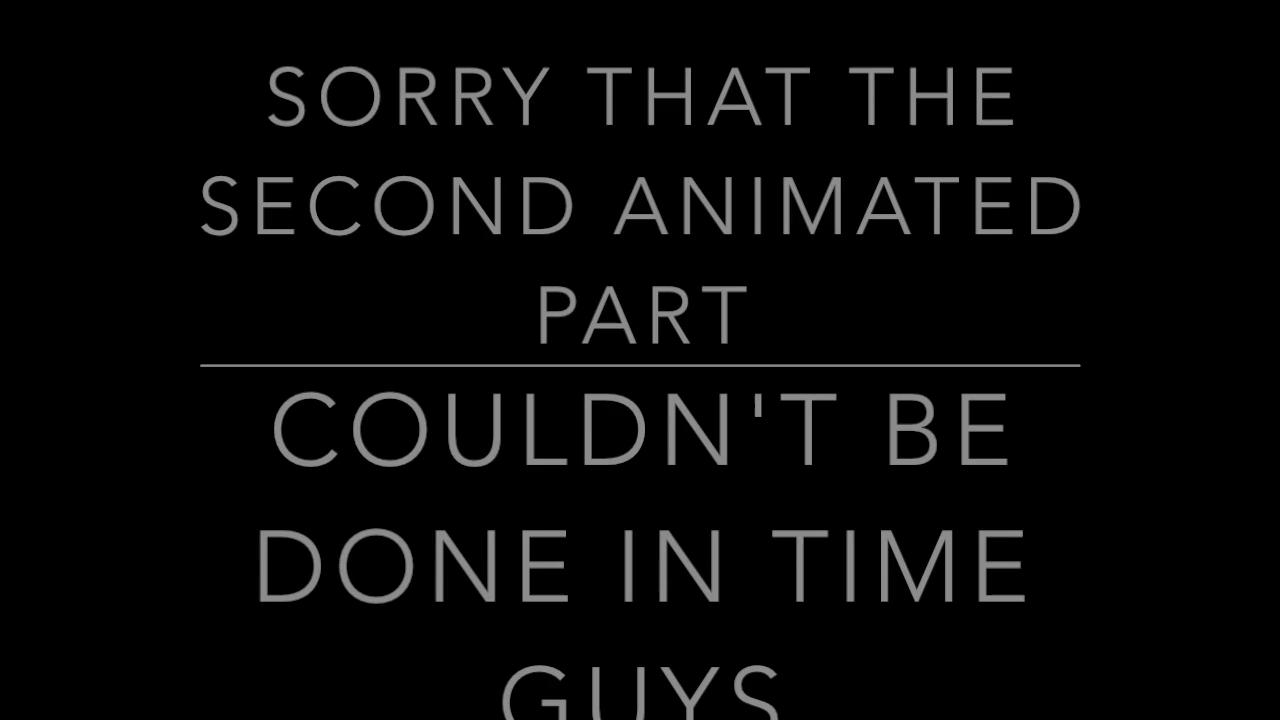 SORRY THAT THE
SECOND ANIMATED
PART
COULDN'T BE
DONE IN TIME
GUYS